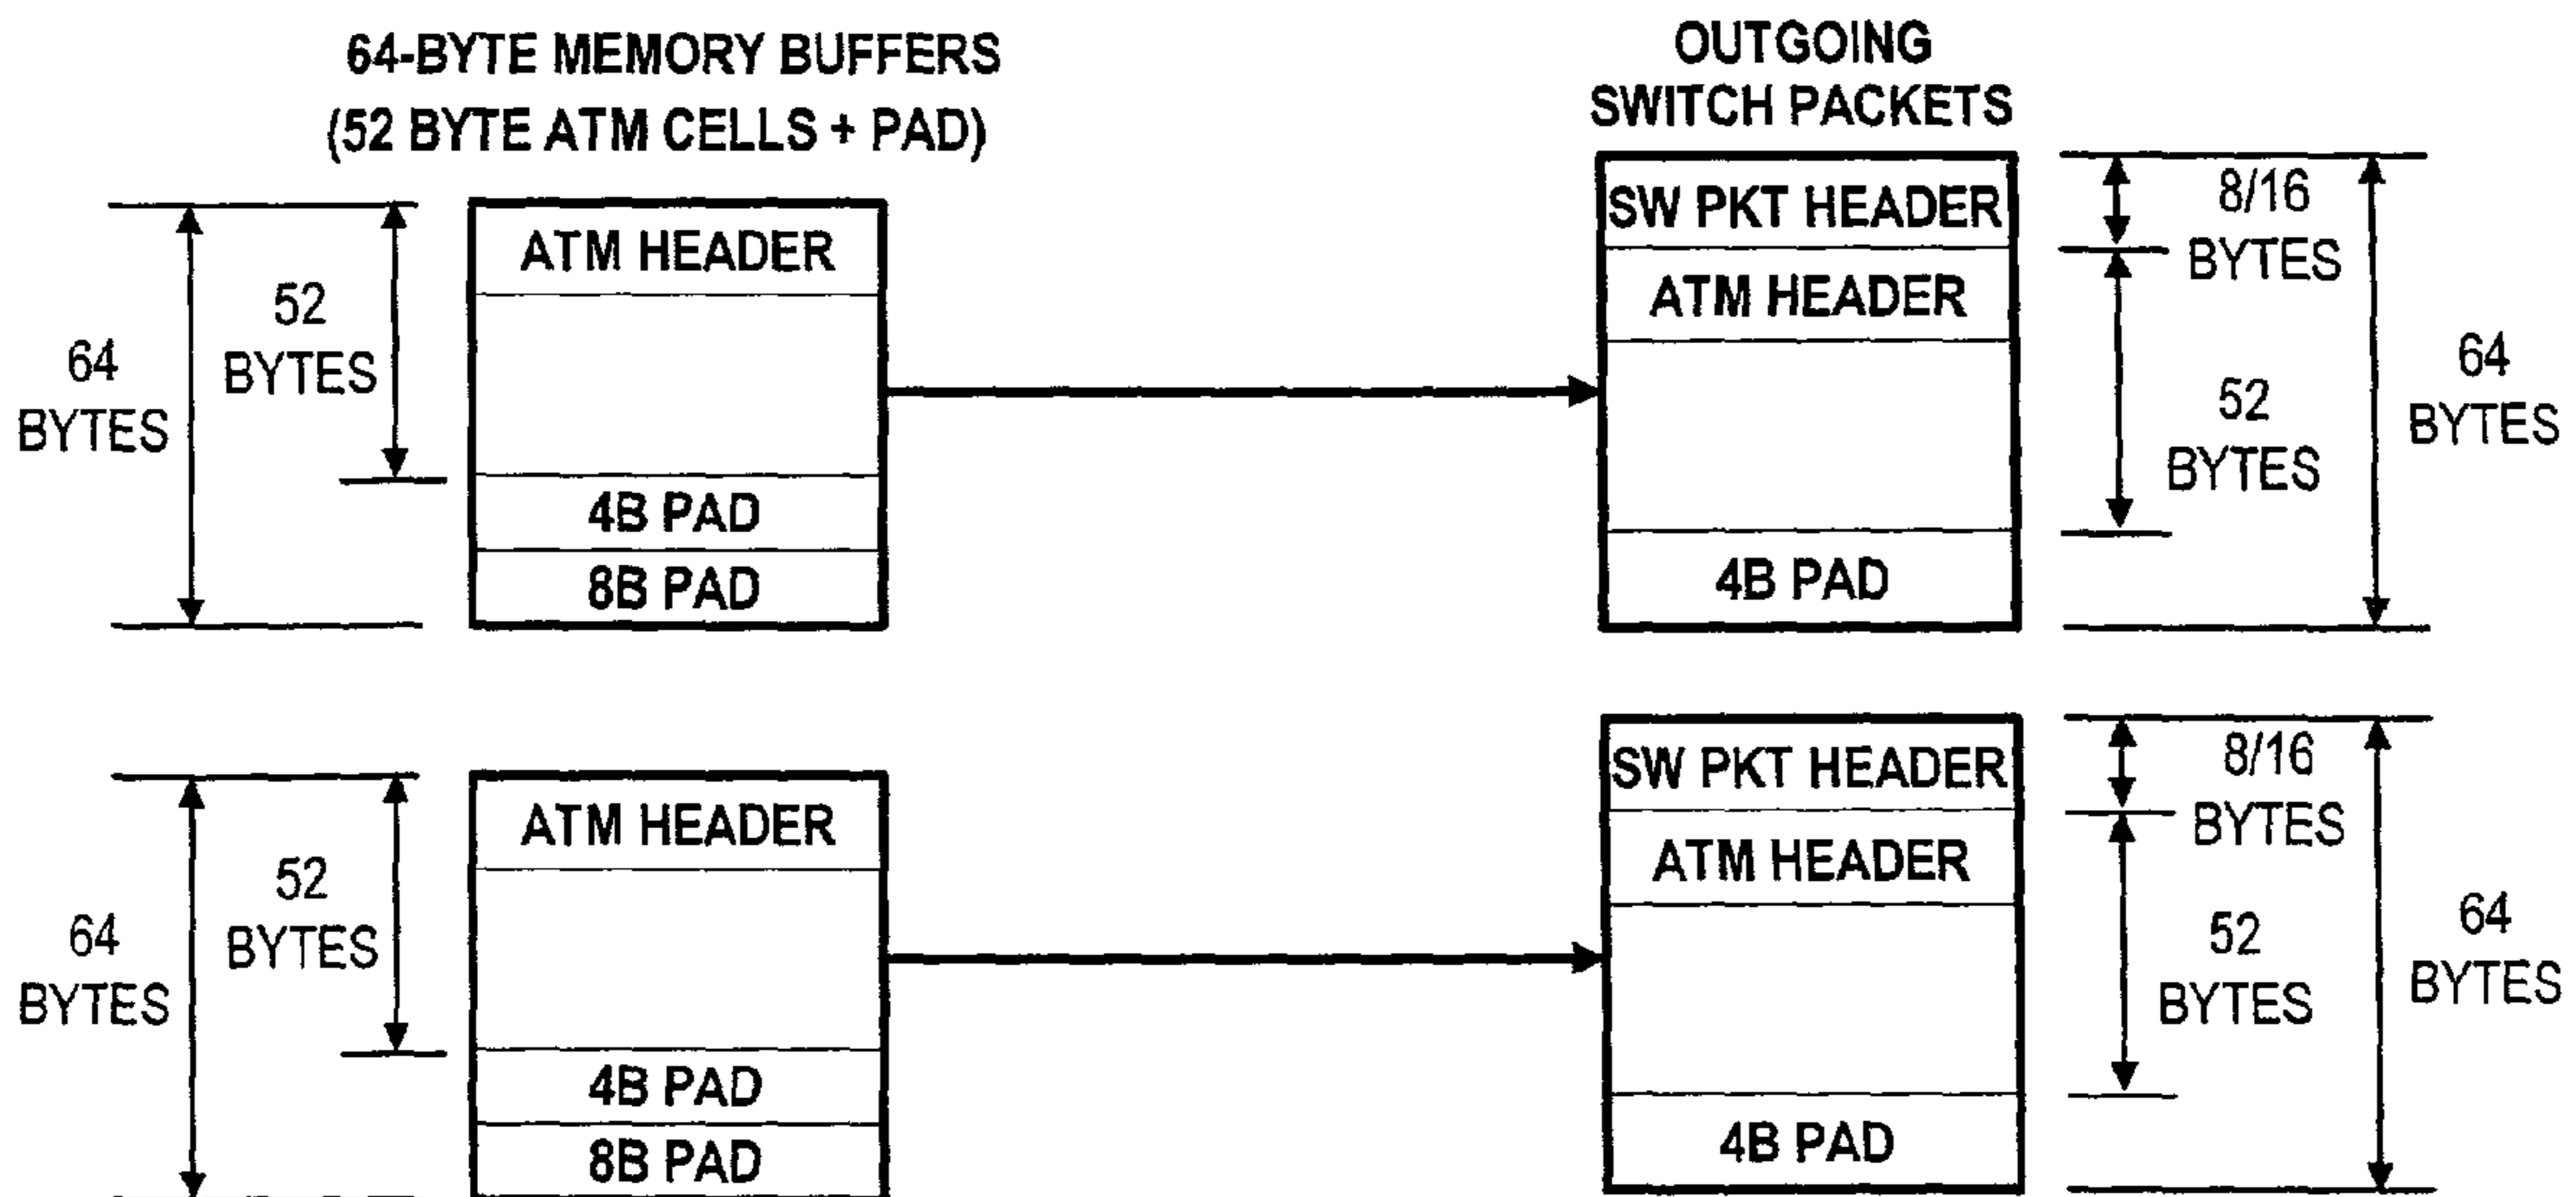 64-BYTE MEMORY BUFFERS
(52 BYTE ATM CELLS + PAD)
OUTGOING
SWITCH PACKETS
64
BYTES
52
BYTES
ATM HEADER
4B PAD
8B PAD
SW PKT HEADER
ATM HEADER
4B PAD
8/16
BYTES
52
BYTES
64
BYTES
64
BYTES
52
BYTES
ATM HEADER
4B PAD
8B PAD
SW PKT HEADER
ATM HEADER
4B PAD
8/16
BYTES
52
BYTES
64
BYTES